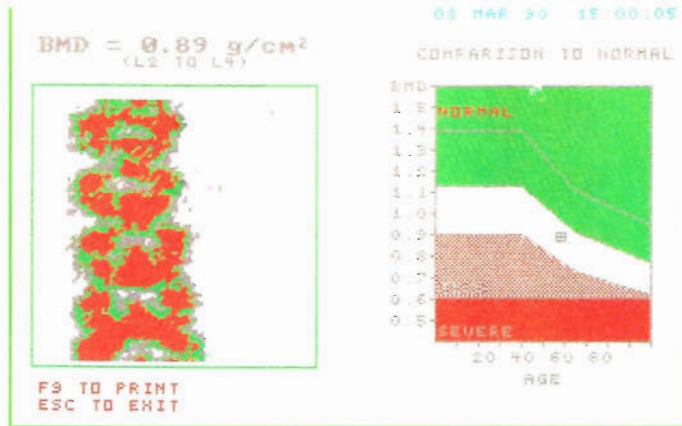 03 MAR 90 15:00:05
BMD = 0.89 g/cm²
(L2 TO L4)
COMPARISON TO NORMAL
BMD
1.5
NORMAL
1.4
1.3
1.2
1.1
1.0
0.9
0.8
0.7
0.6
0.5
SEVERE
20 40 60 80
AGE
F9 TO PRINT
ESC TO EXIT